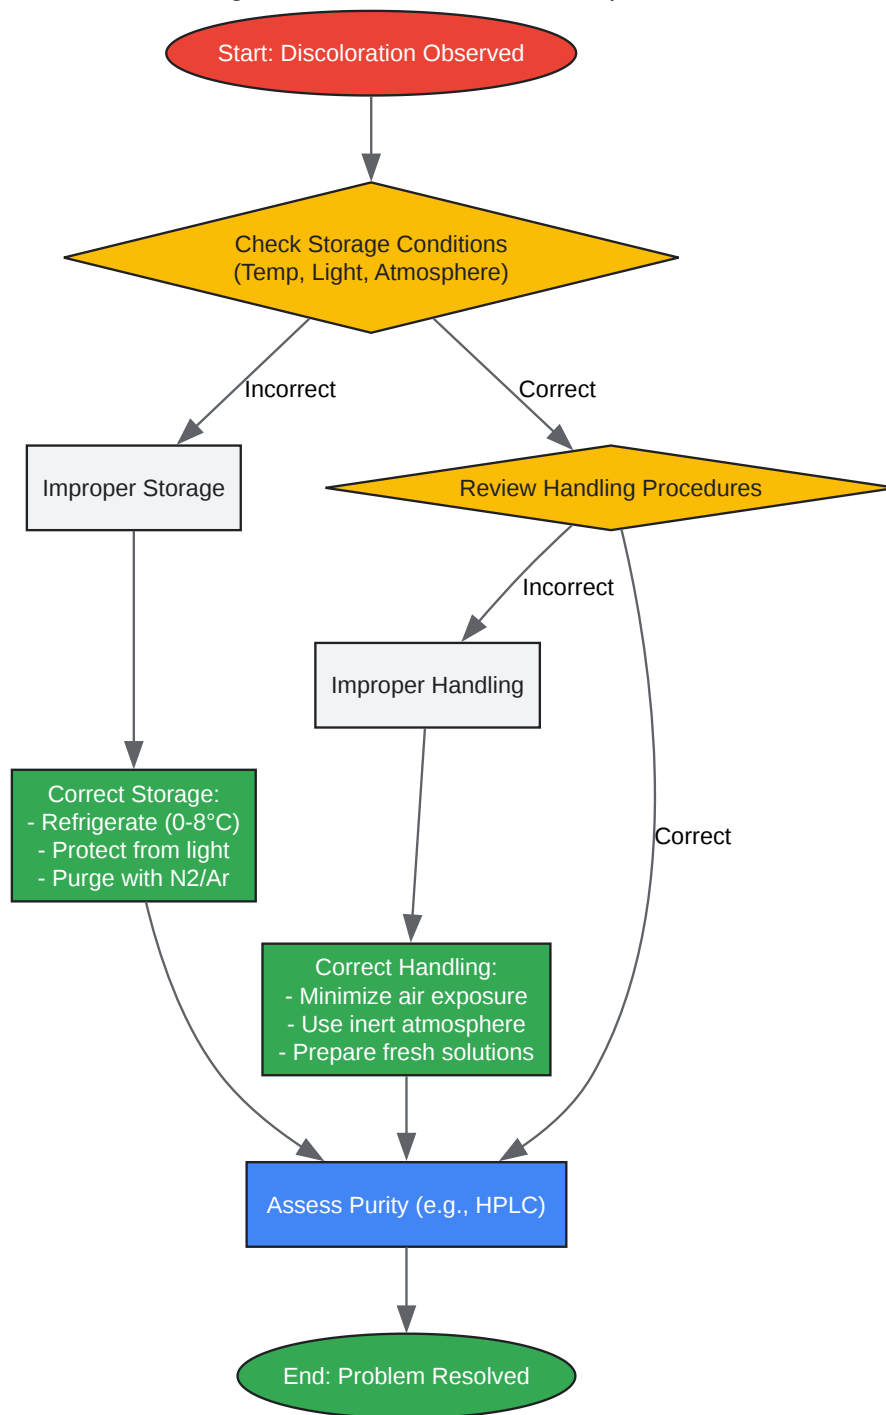 Start: Discoloration Observed
Check Storage Conditions
(Temp, Light, Atmosphere)
Incorrect
Correct
Improper Storage
Review Handling Procedures
Incorrect
Improper Handling
Correct Storage:
- Refrigerate (0-8°C)
- Protect from light
- Purge with N2/Ar
Correct
Correct Handling:
- Minimize air exposure
- Use inert atmosphere
- Prepare fresh solutions
Assess Purity (e.g., HPLC)
End: Problem Resolved